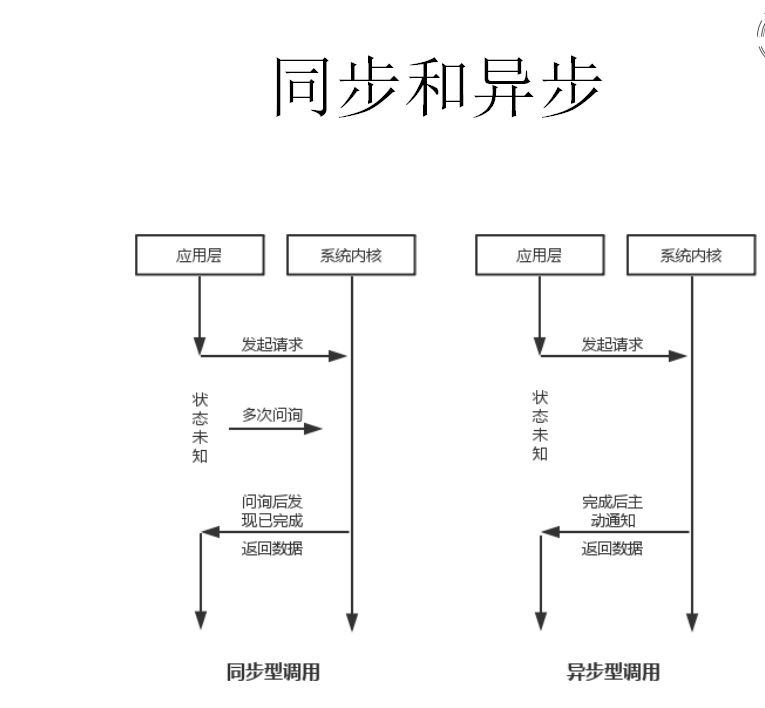 同步和异步
应用层
系统内核
发起请求
状态未知
多次问询
问询后发
现已完成
返回数据
同步型调用
应用层
系统内核
发起请求
状态未知
完成后主
动通知
返回数据
异步型调用